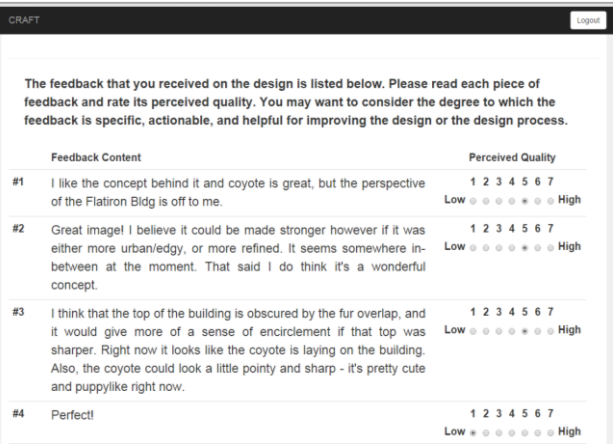 CRAFT
Logout
The feedback that you received on the design is listed below. Please read each piece of
feedback and rate its perceived quality. You may want to consider the degree to which the
feedback is specific, actionable, and helpful for improving the design or the design process.
Feedback Content
Perceived Quality
#1
I like the concept behind it and coyote is great, but the perspective
of the Flatiron Bldg is off to me.
1 2 3 4 5 6 7
Low High
#2
Great image! I believe it could be made stronger however if it was
either more urban/edgy, or more refined. It seems somewhere in-
between at the moment. That said I do think it's a wonderful
concept.
1 2 3 4 5 6 7
Low High
#3
I think that the top of the building is obscured by the fur overlap, and
it would give more of a sense of encirclement if that top was
sharper. Right now it looks like the coyote is laying on the building.
Also, the coyote could look a little pointy and sharp - it's pretty cute
and puppylike right now.
1 2 3 4 5 6 7
Low High
#4
Perfect!
1 2 3 4 5 6 7
Low High